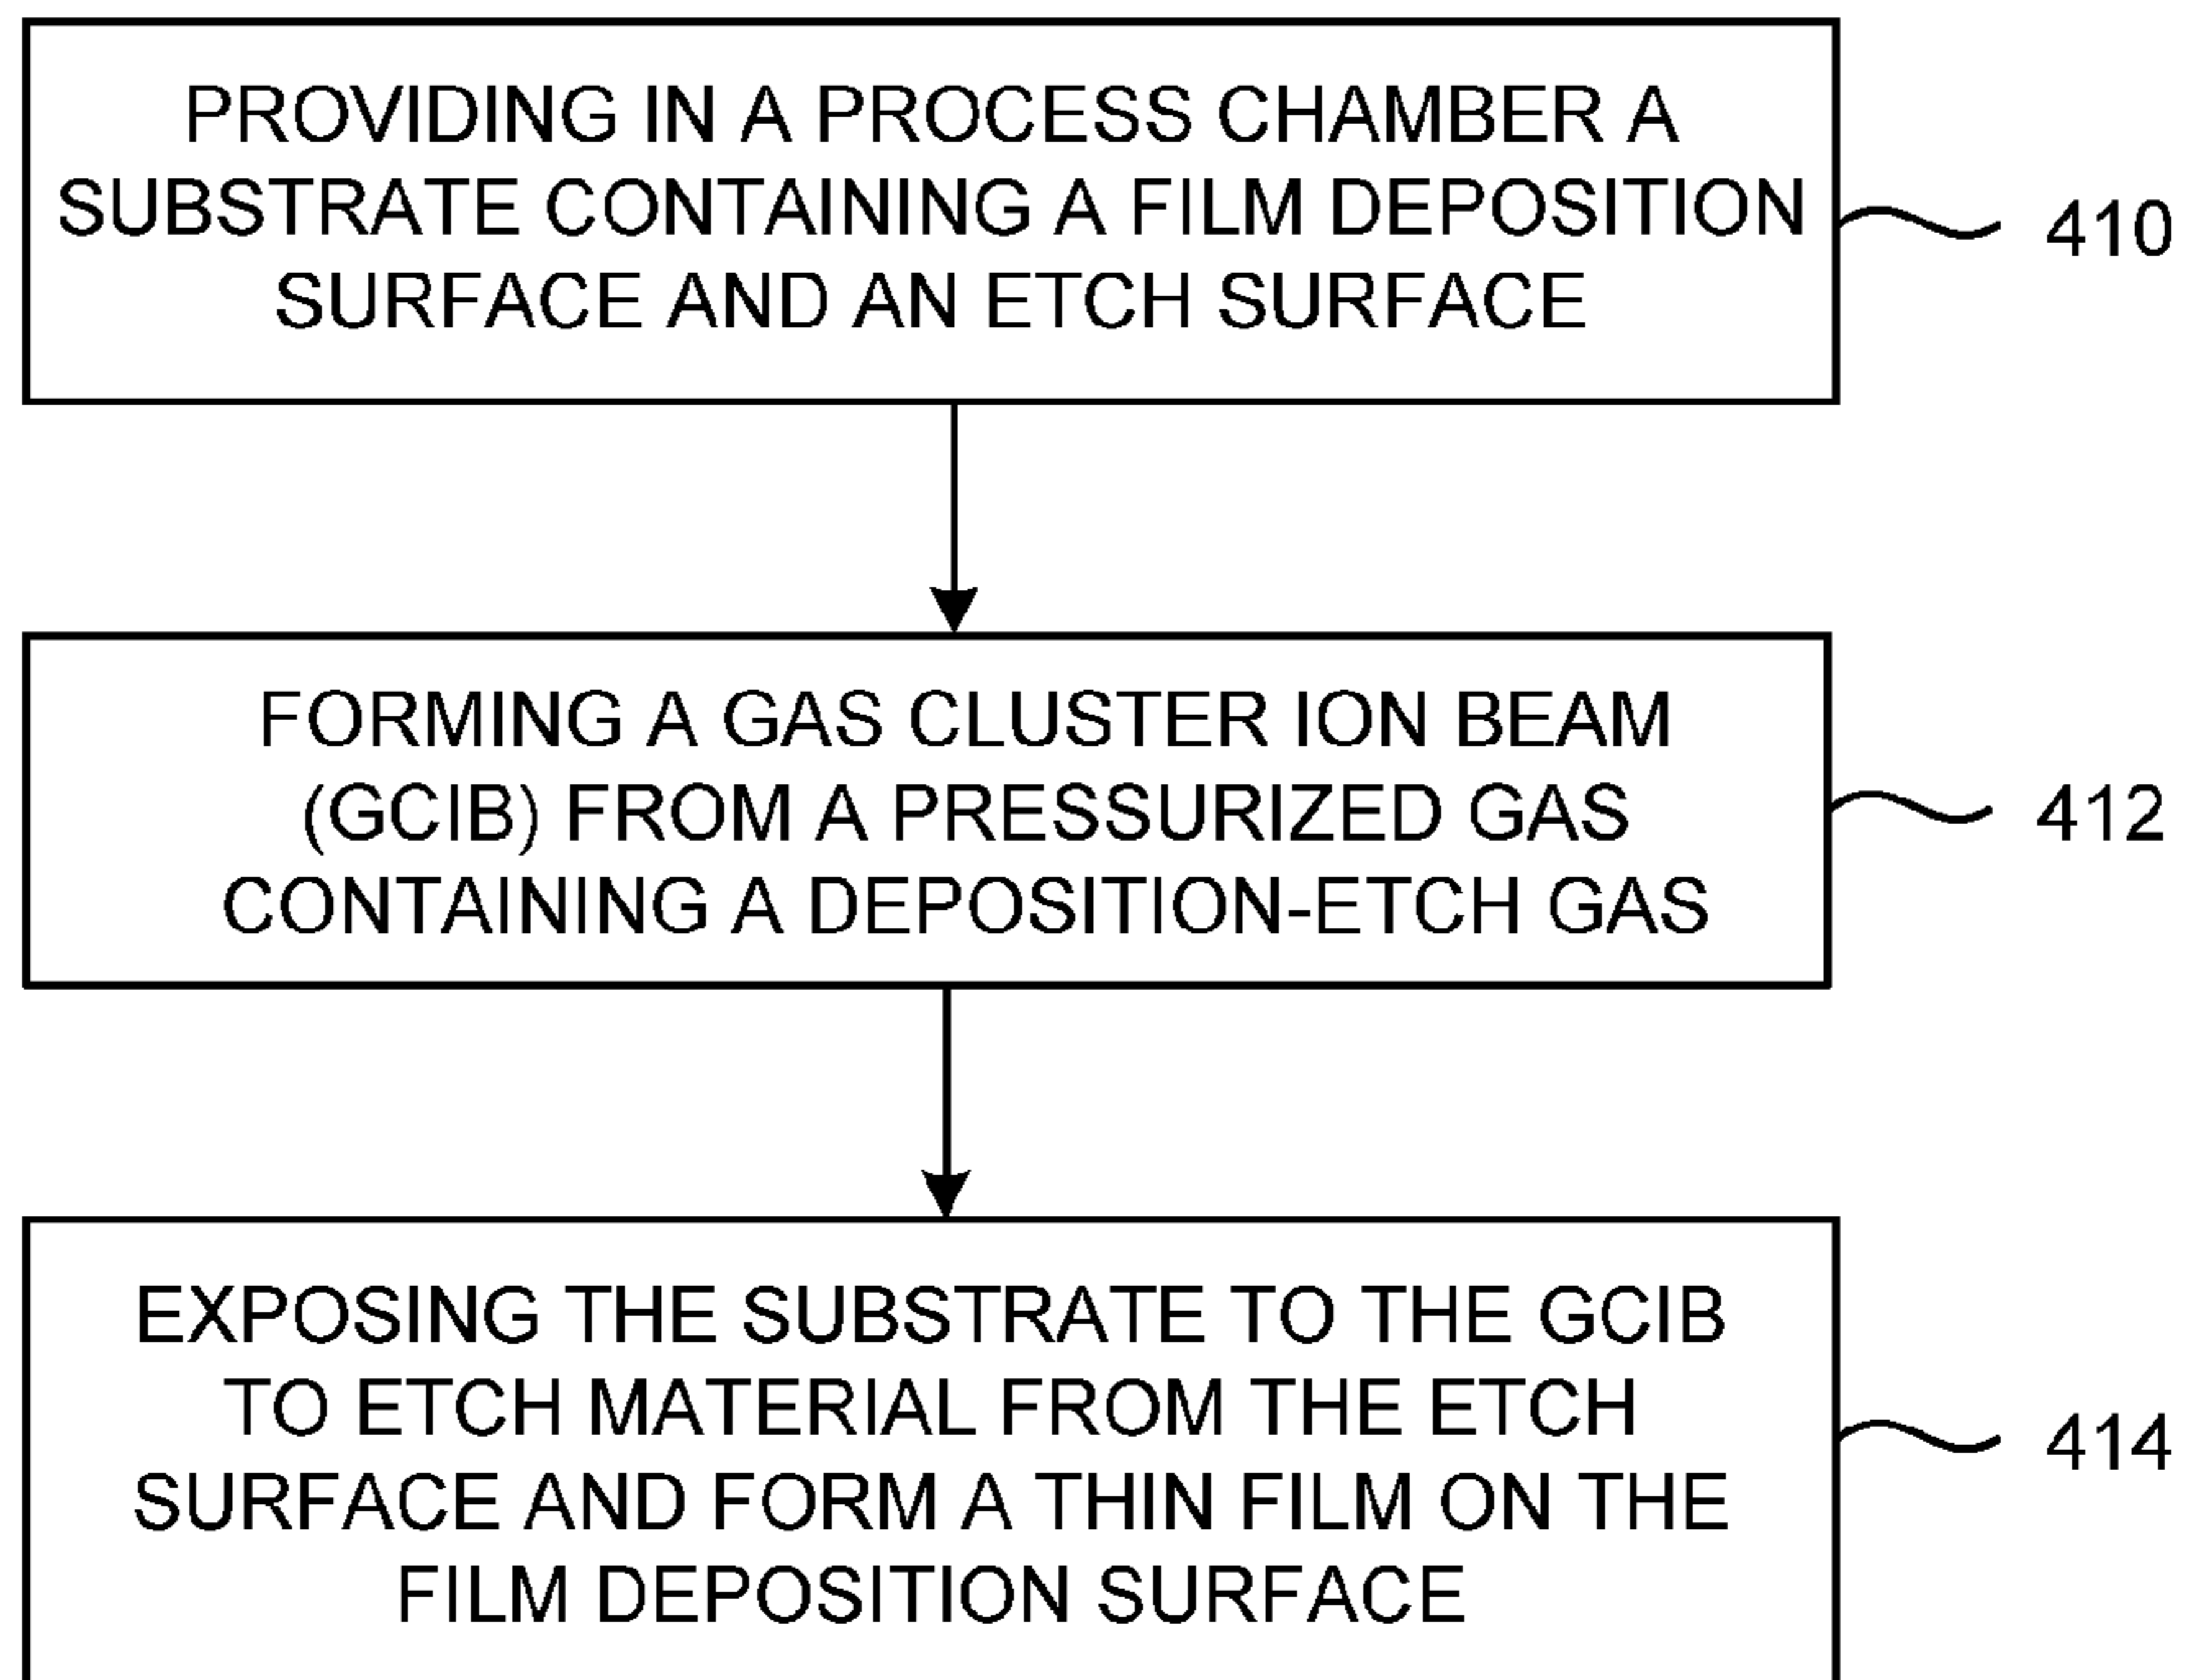 PROVIDING IN A PROCESS CHAMBER A
SUBSTRATE CONTAINING A FILM DEPOSITION
SURFACE AND AN ETCH SURFACE
410
FORMING A GAS CLUSTER ION BEAM
(GCIB) FROM A PRESSURIZED GAS
CONTAINING A DEPOSITION-ETCH GAS
412
EXPOSING THE SUBSTRATE TO THE GCIB
TO ETCH MATERIAL FROM THE ETCH
SURFACE AND FORM A THIN FILM ON THE
FILM DEPOSITION SURFACE
414